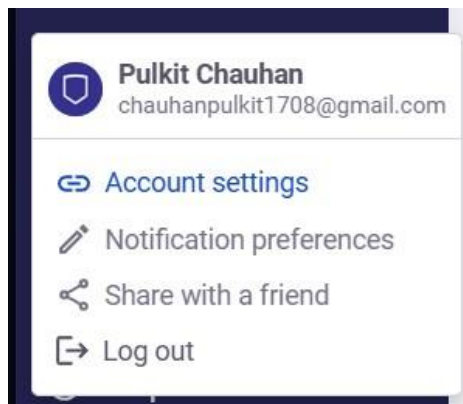 Pulkit Chauhan
chauhanpulkit1708@gmail.com
Account settings
Notification preferences
Share with a friend
Log out